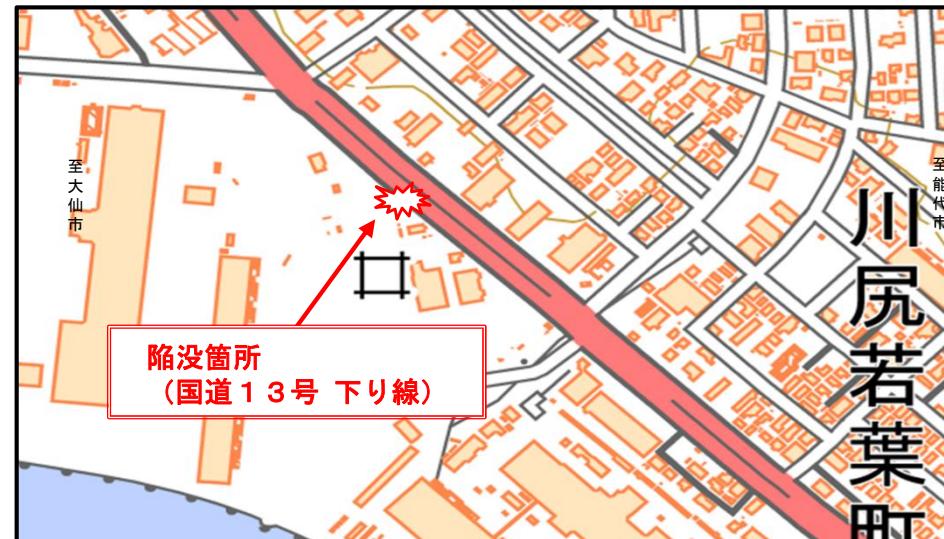 至大仙市
至能代市
川尻若葉町
陥没箇所
（国道１３号 下り線）